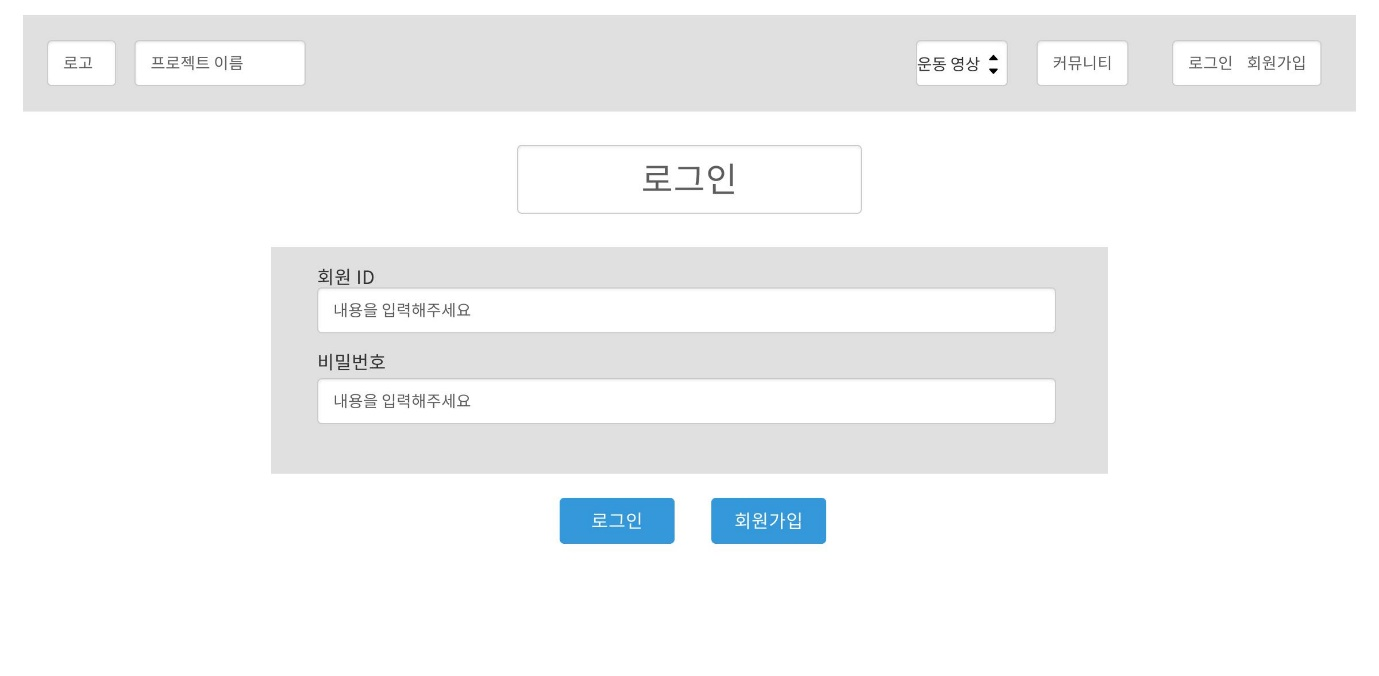 로고
프로젝트 이름
운동 영상
커뮤니티
로그인 회원가입
로그인
회원 ID
내용을 입력해주세요
비밀번호
내용을 입력해주세요
로그인
회원가입